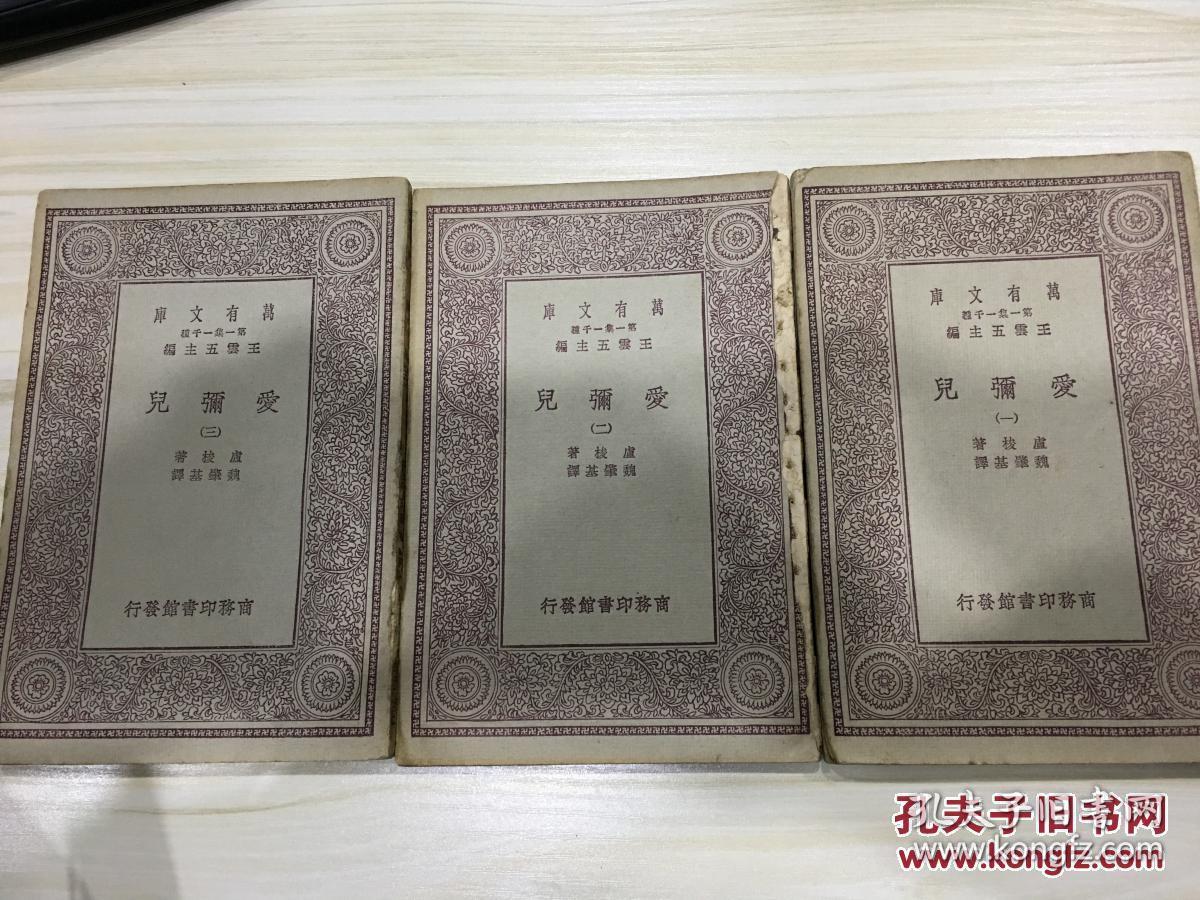 萬有文庫
第一集一千種
王雲五主編
愛彌兒
(三)
盧梭著
魏肇基譯
商務印書館發行
萬有文庫
第一集一千種
王雲五主編
愛彌兒
(二)
盧梭著
魏肇基譯
商務印書館發行
萬有文庫
第一集一千種
王雲五主編
愛彌兒
(一)
盧梭著
魏肇基譯
商務印書館發行
孔夫子旧书网
www.kongfz.com